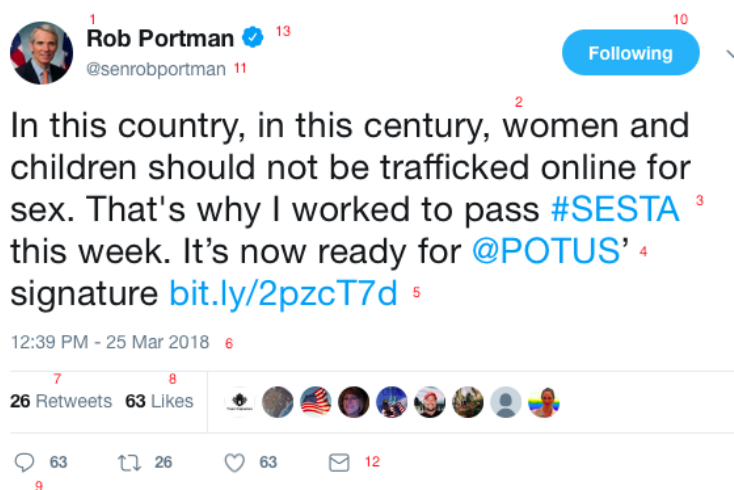 1 10
Rob Portman 13
Following
@senrobportman 11
2
In this country, in this century, women and
children should not be trafficked online for
sex. That's why I worked to pass #SESTA 3
this week. It’s now ready for @POTUS’ 4
signature bit.ly/2pzcT7d 5
12:39 PM - 25 Mar 2018 6
7 8
26 Retweets 63 Likes
63 26 63 12
9